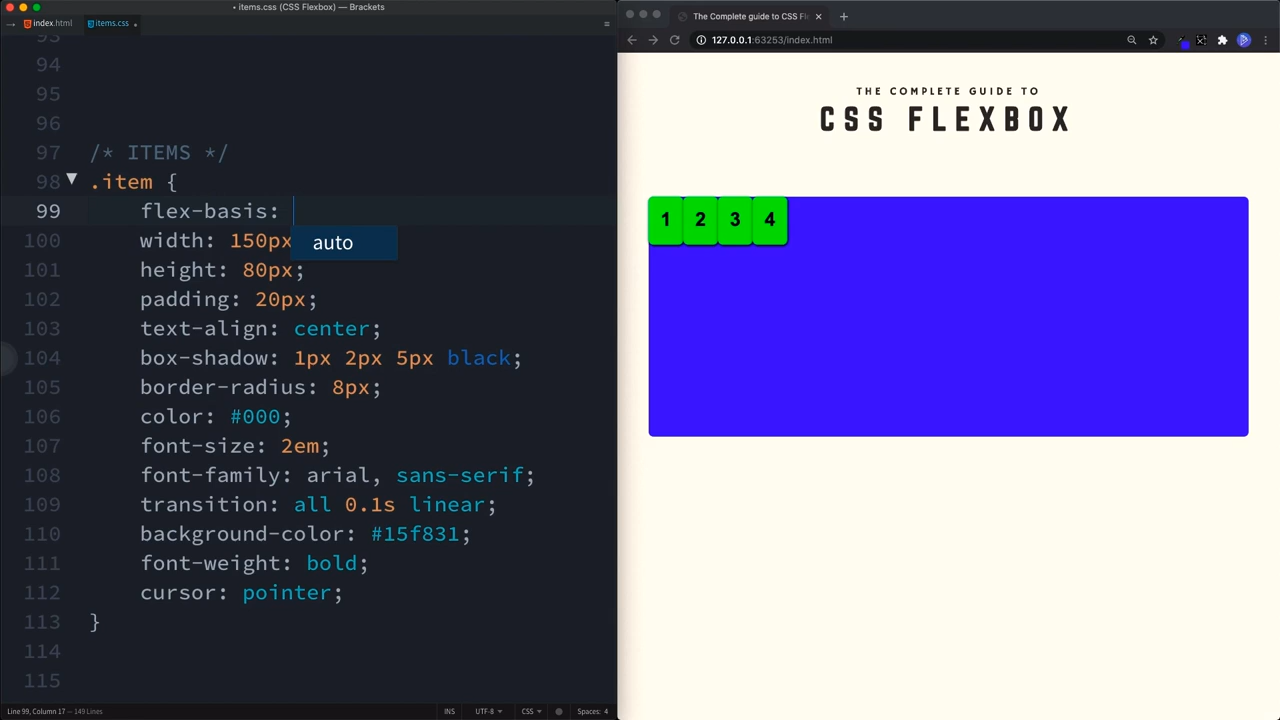 • items.css (CSS Flexbox) — Brackets
index.html
items.css •
93
94
95
96
97 /* ITEMS */
98 .item {
99 flex-basis:
auto
100 width: 150px
101 height: 80px;
102 padding: 20px;
103 text-align: center;
104 box-shadow: 1px 2px 5px black;
105 border-radius: 8px;
106 color: #000;
107 font-size: 2em;
108 font-family: arial, sans-serif;
109 transition: all 0.1s linear;
110 background-color: #15f831;
111 font-weight: bold;
112 cursor: pointer;
113 }
114
115
Line 99, Column 17 — 149 Lines
INS UTF-8 CSS Spaces: 4
The Complete guide to CSS Fle
127.0.0.1:63253/index.html
THE COMPLETE GUIDE TO
CSS FLEXBOX
1 2 3 4